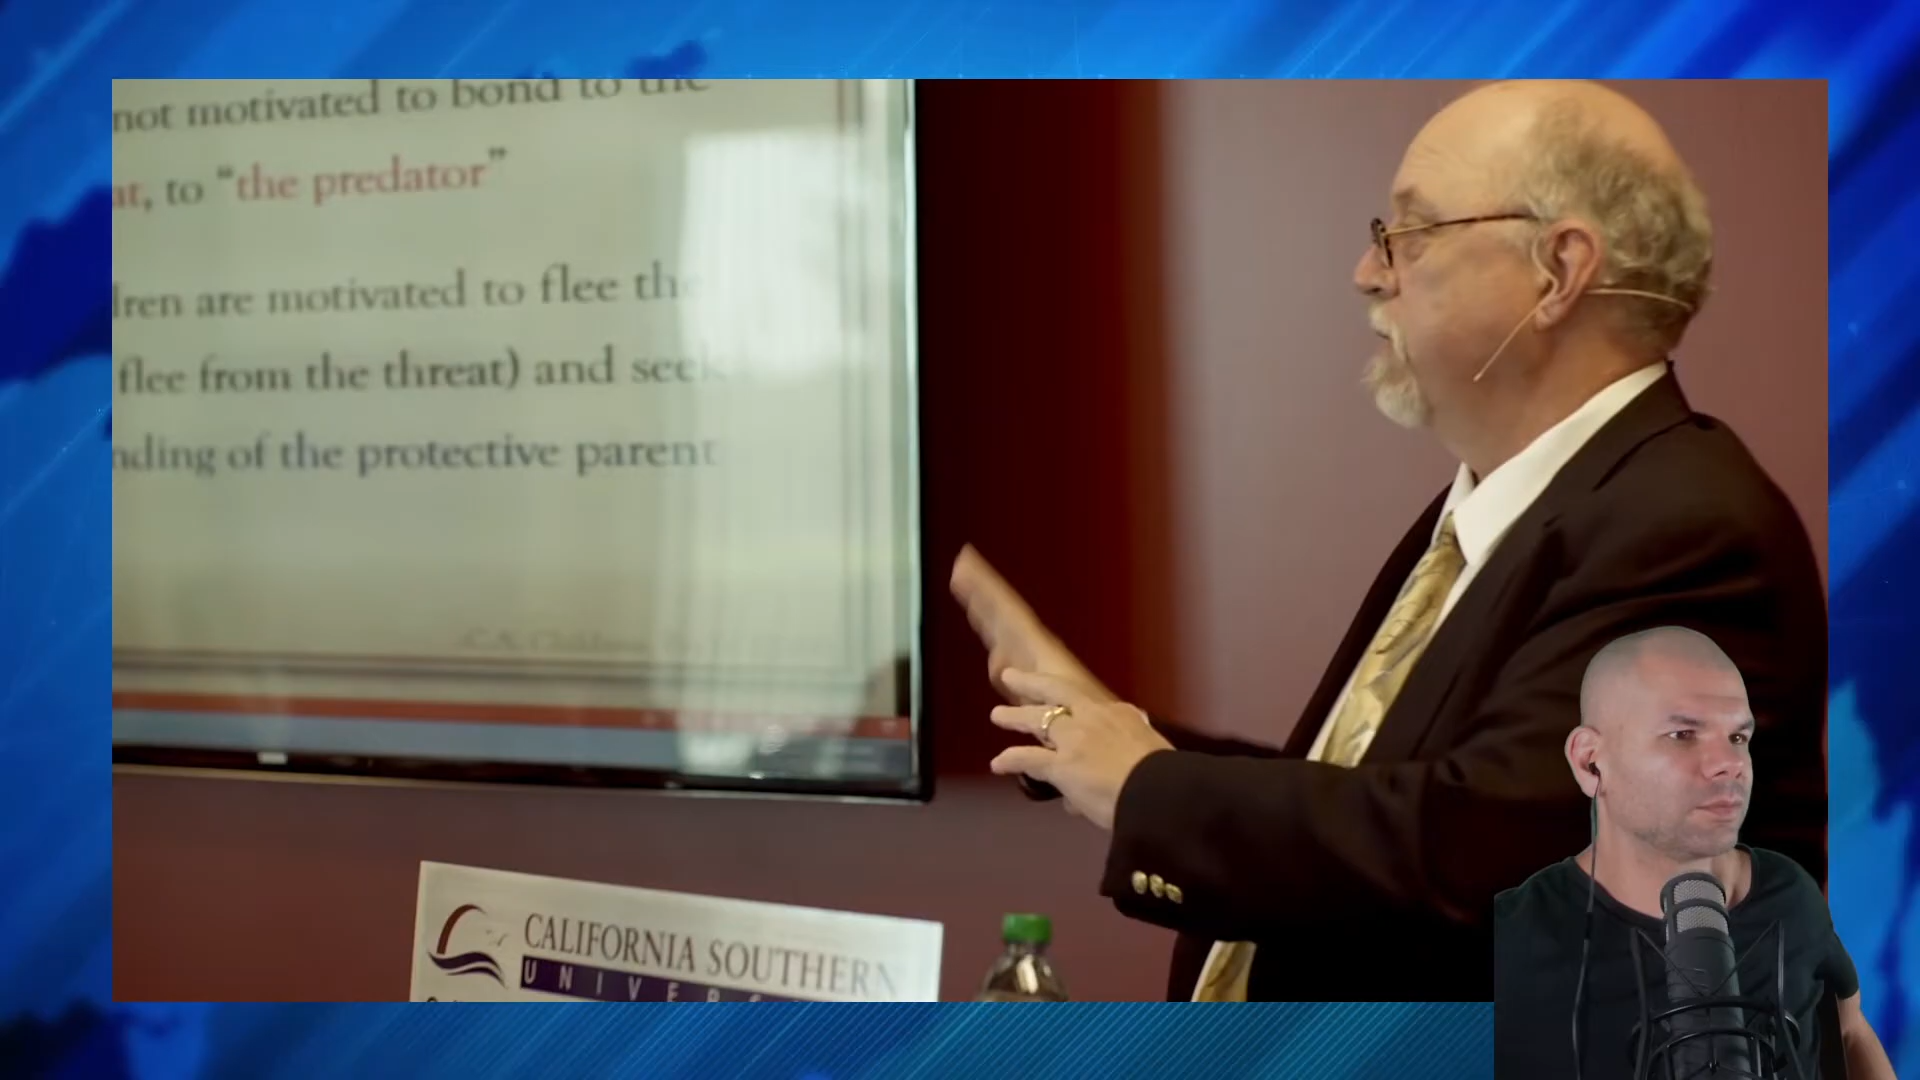 not motivated to bond to the
at, to “the predator”
dren are motivated to flee the
flee from the threat) and seek
nding of the protective parent
CALIFORNIA SOUTHERN
UNIVERS